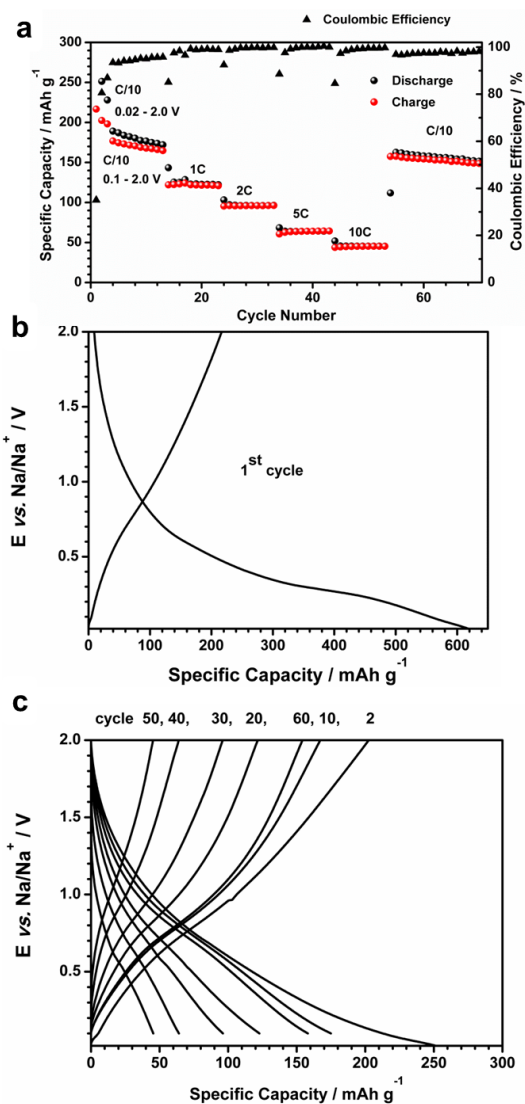 ▲ Coulombic Efficiency
a
300
250
200
150
100
50
0
Specific Capacity / mAh g-1
C/10
0.02 - 2.0 V
C/10
0.1 - 2.0 V
1C
2C
5C
10C
C/10
Discharge
Charge
100
80
60
40
20
0
Coulombic Efficiency / %
0 20 40 60
Cycle Number
b
2.0
1.5
1.0
0.5
E vs. Na/Na+ / V
1st cycle
0 100 200 300 400 500 600
Specific Capacity / mAh g-1
c
cycle 50, 40, 30, 20, 60, 10, 2
2.0
1.5
1.0
0.5
E vs. Na/Na+ / V
0 50 100 150 200 250 300
Specific Capacity / mAh g-1